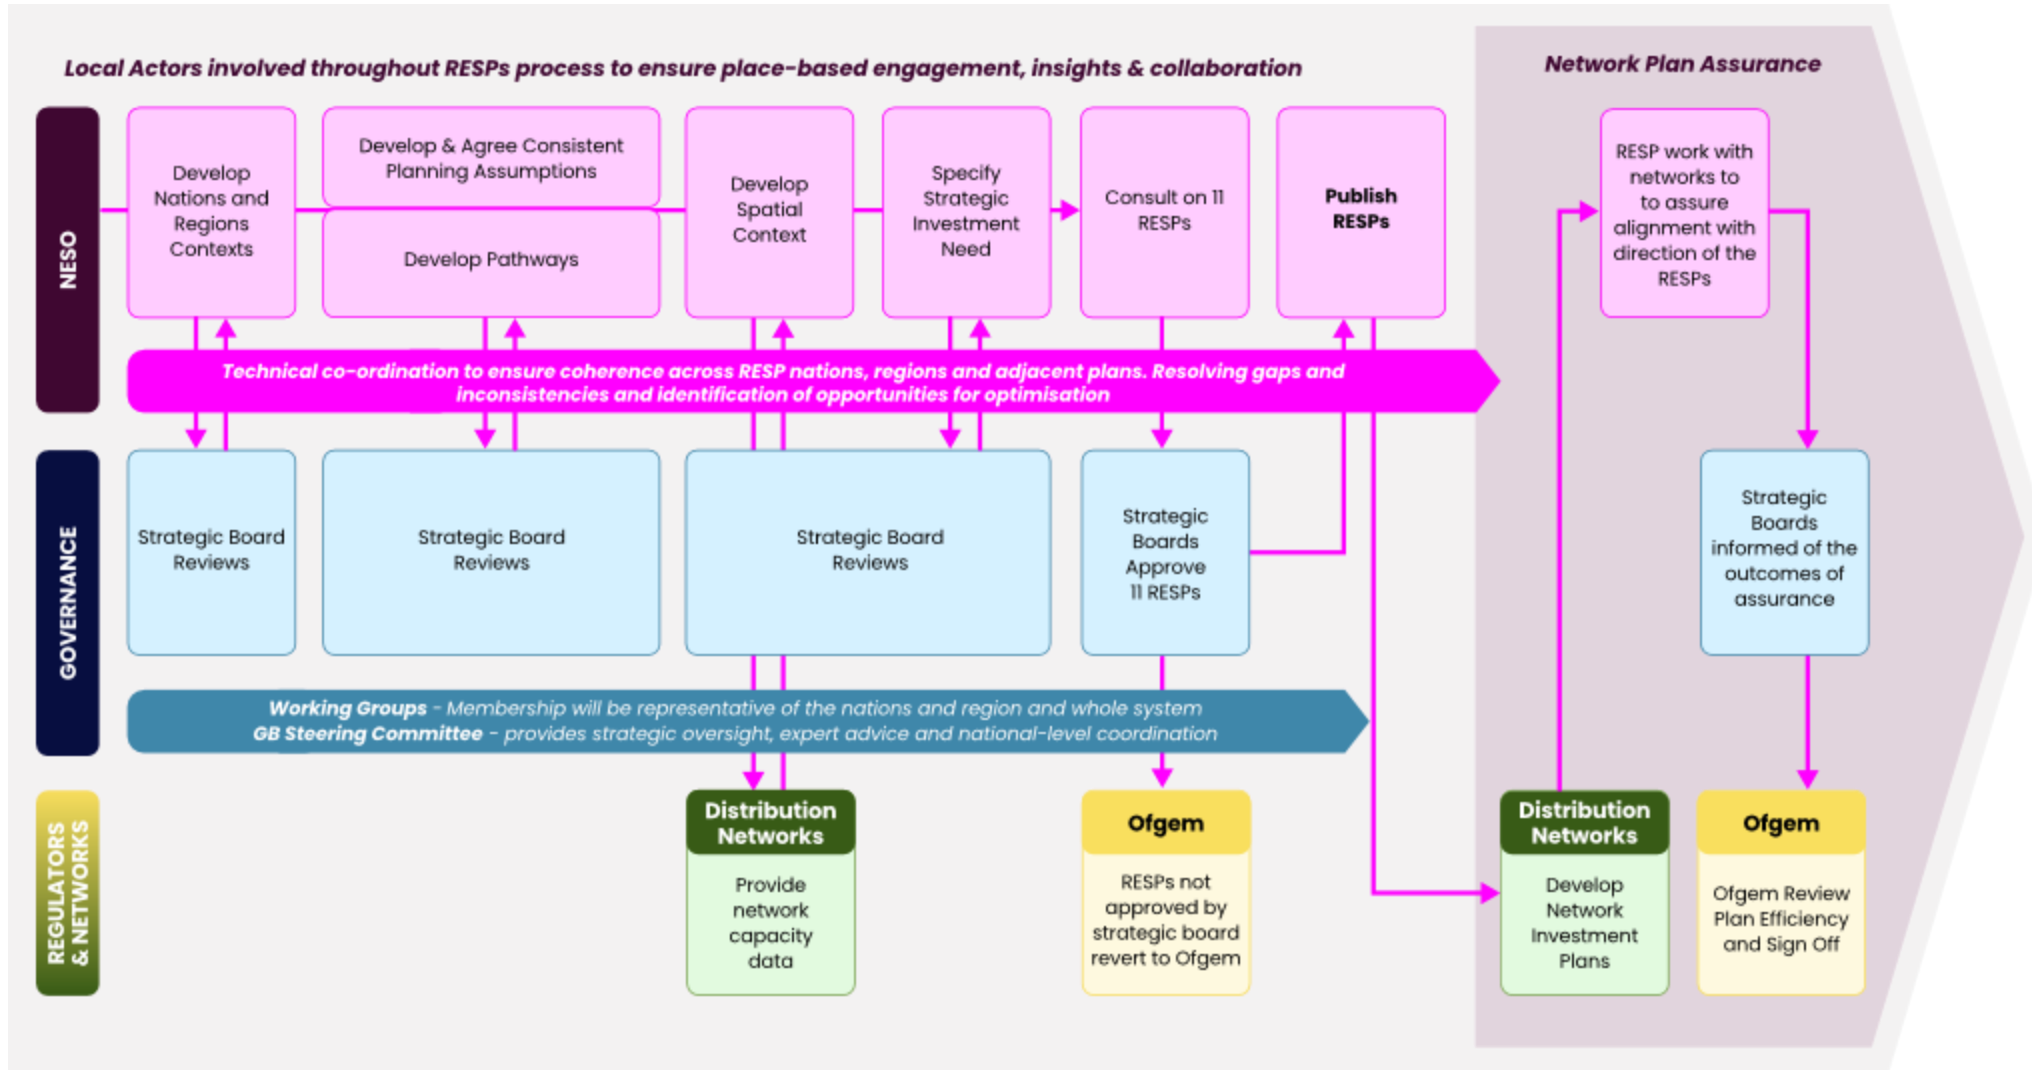 Local Actors involved throughout RESPs process to ensure place-based engagement, insights & collaboration
Network Plan Assurance
NESO
Develop
Nations and
Regions
Contexts
Develop & Agree Consistent
Planning Assumptions
Develop Pathways
Develop
Spatial
Context
Specify
Strategic
Investment
Need
Consult on 11
RESPs
Publish
RESPs
RESP work with
networks to
to assure
alignment with
direction of the
RESPs
Technical co-ordination to ensure coherence across RESP nations, regions and adjacent plans. Resolving gaps and
inconsistencies and identification of opportunities for optimisation
GOVERNANCE
Strategic Board
Reviews
Strategic Board
Reviews
Strategic Board
Reviews
Strategic
Boards
Approve
11 RESPs
Strategic
Boards
informed of the
outcomes of
assurance
Working Groups - Membership will be representative of the nations and region and whole system
GB Steering Committee - provides strategic oversight, expert advice and national-level coordination
REGULATORS
& NETWORKS
Distribution
Networks
Provide
network
capacity
data
Ofgem
RESPs not
approved by
strategic board
revert to Ofgem
Distribution
Networks
Develop
Network
Investment
Plans
Ofgem
Ofgem Review
Plan Efficiency
and Sign Off